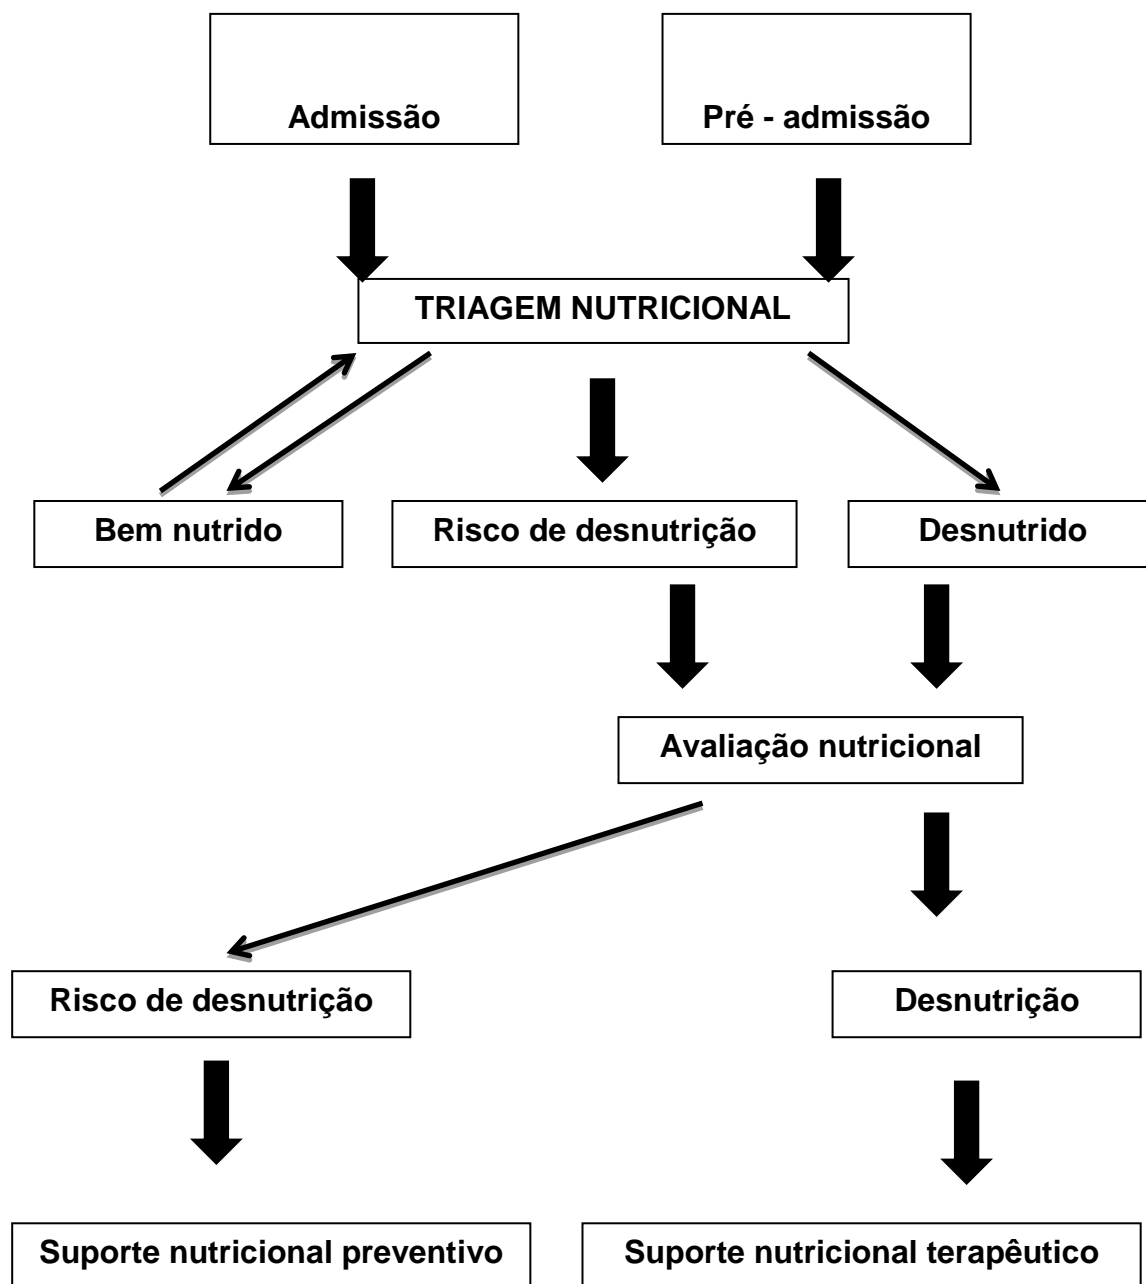 Admissão
Pré - admissão
TRIAGEM NUTRICIONAL
Bem nutrido
Risco de desnutrição
Desnutrido
Avaliação nutricional
Risco de desnutrição
Desnutrição
Suporte nutricional preventivo
Suporte nutricional terapêutico